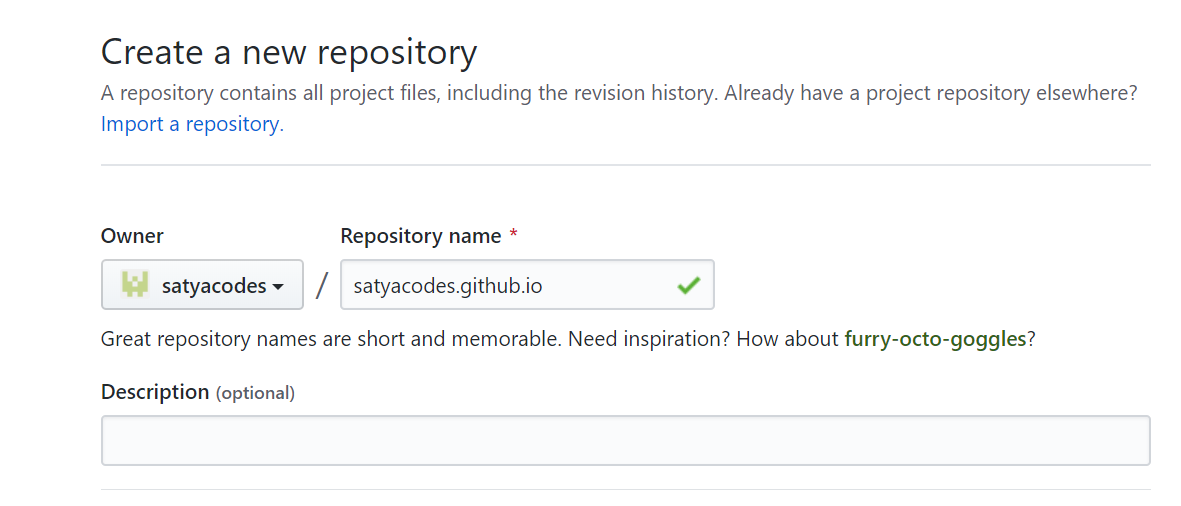 Create a new repository
A repository contains all project files, including the revision history. Already have a project repository elsewhere?
Import a repository.
Owner
Repository name *
satyacodes / satyacodes.github.io
Great repository names are short and memorable. Need inspiration? How about furry-octo-goggles?
Description (optional)